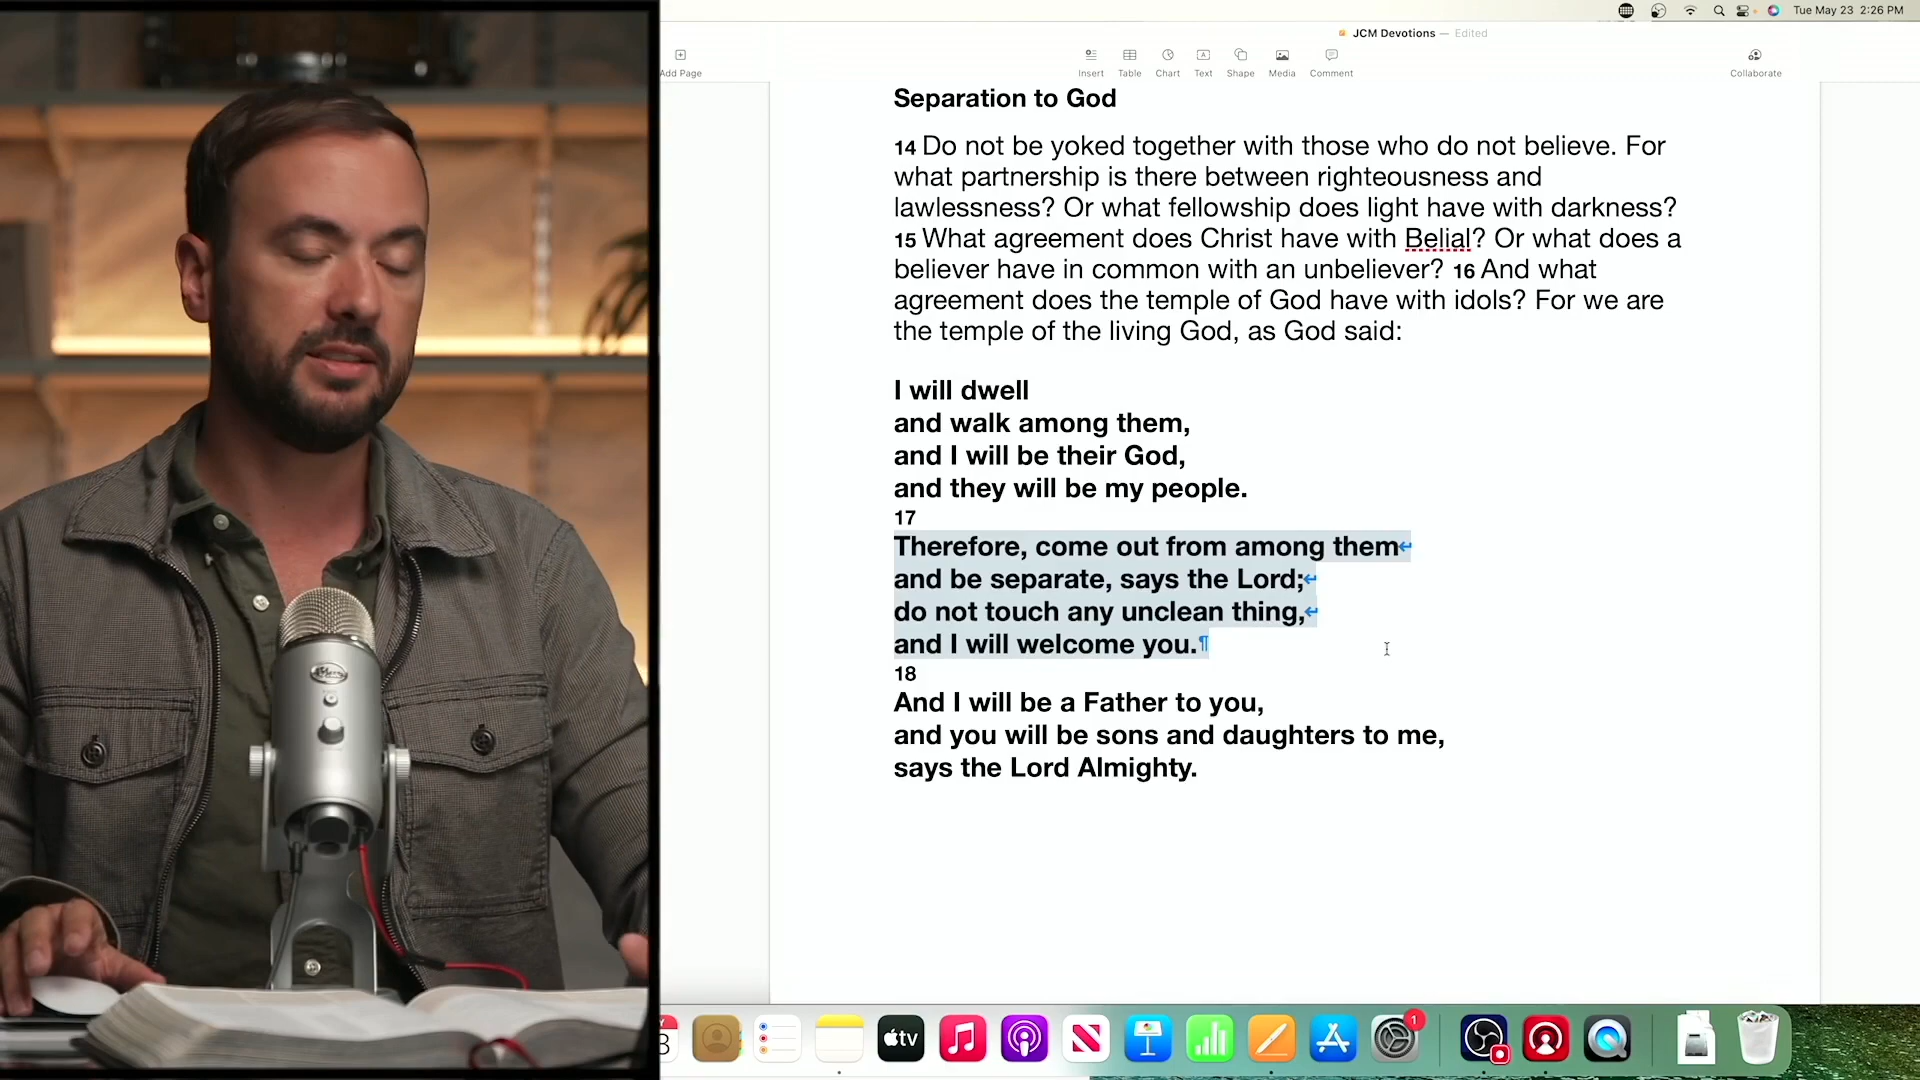 Tue May 23 2:26 PM
JCM Devotions — Edited
Add Page
Insert
Table
Chart
Text
Shape
Media
Comment
Collaborate
Separation to God
14 Do not be yoked together with those who do not believe. For
what partnership is there between righteousness and
lawlessness? Or what fellowship does light have with darkness?
15 What agreement does Christ have with Belial? Or what does a
believer have in common with an unbeliever? 16 And what
agreement does the temple of God have with idols? For we are
the temple of the living God, as God said:
I will dwell
and walk among them,
and I will be their God,
and they will be my people.
17
Therefore, come out from among them↵
and be separate, says the Lord;↵
do not touch any unclean thing,↵
and I will welcome you.¶
18
And I will be a Father to you,
and you will be sons and daughters to me,
says the Lord Almighty.
tv
1